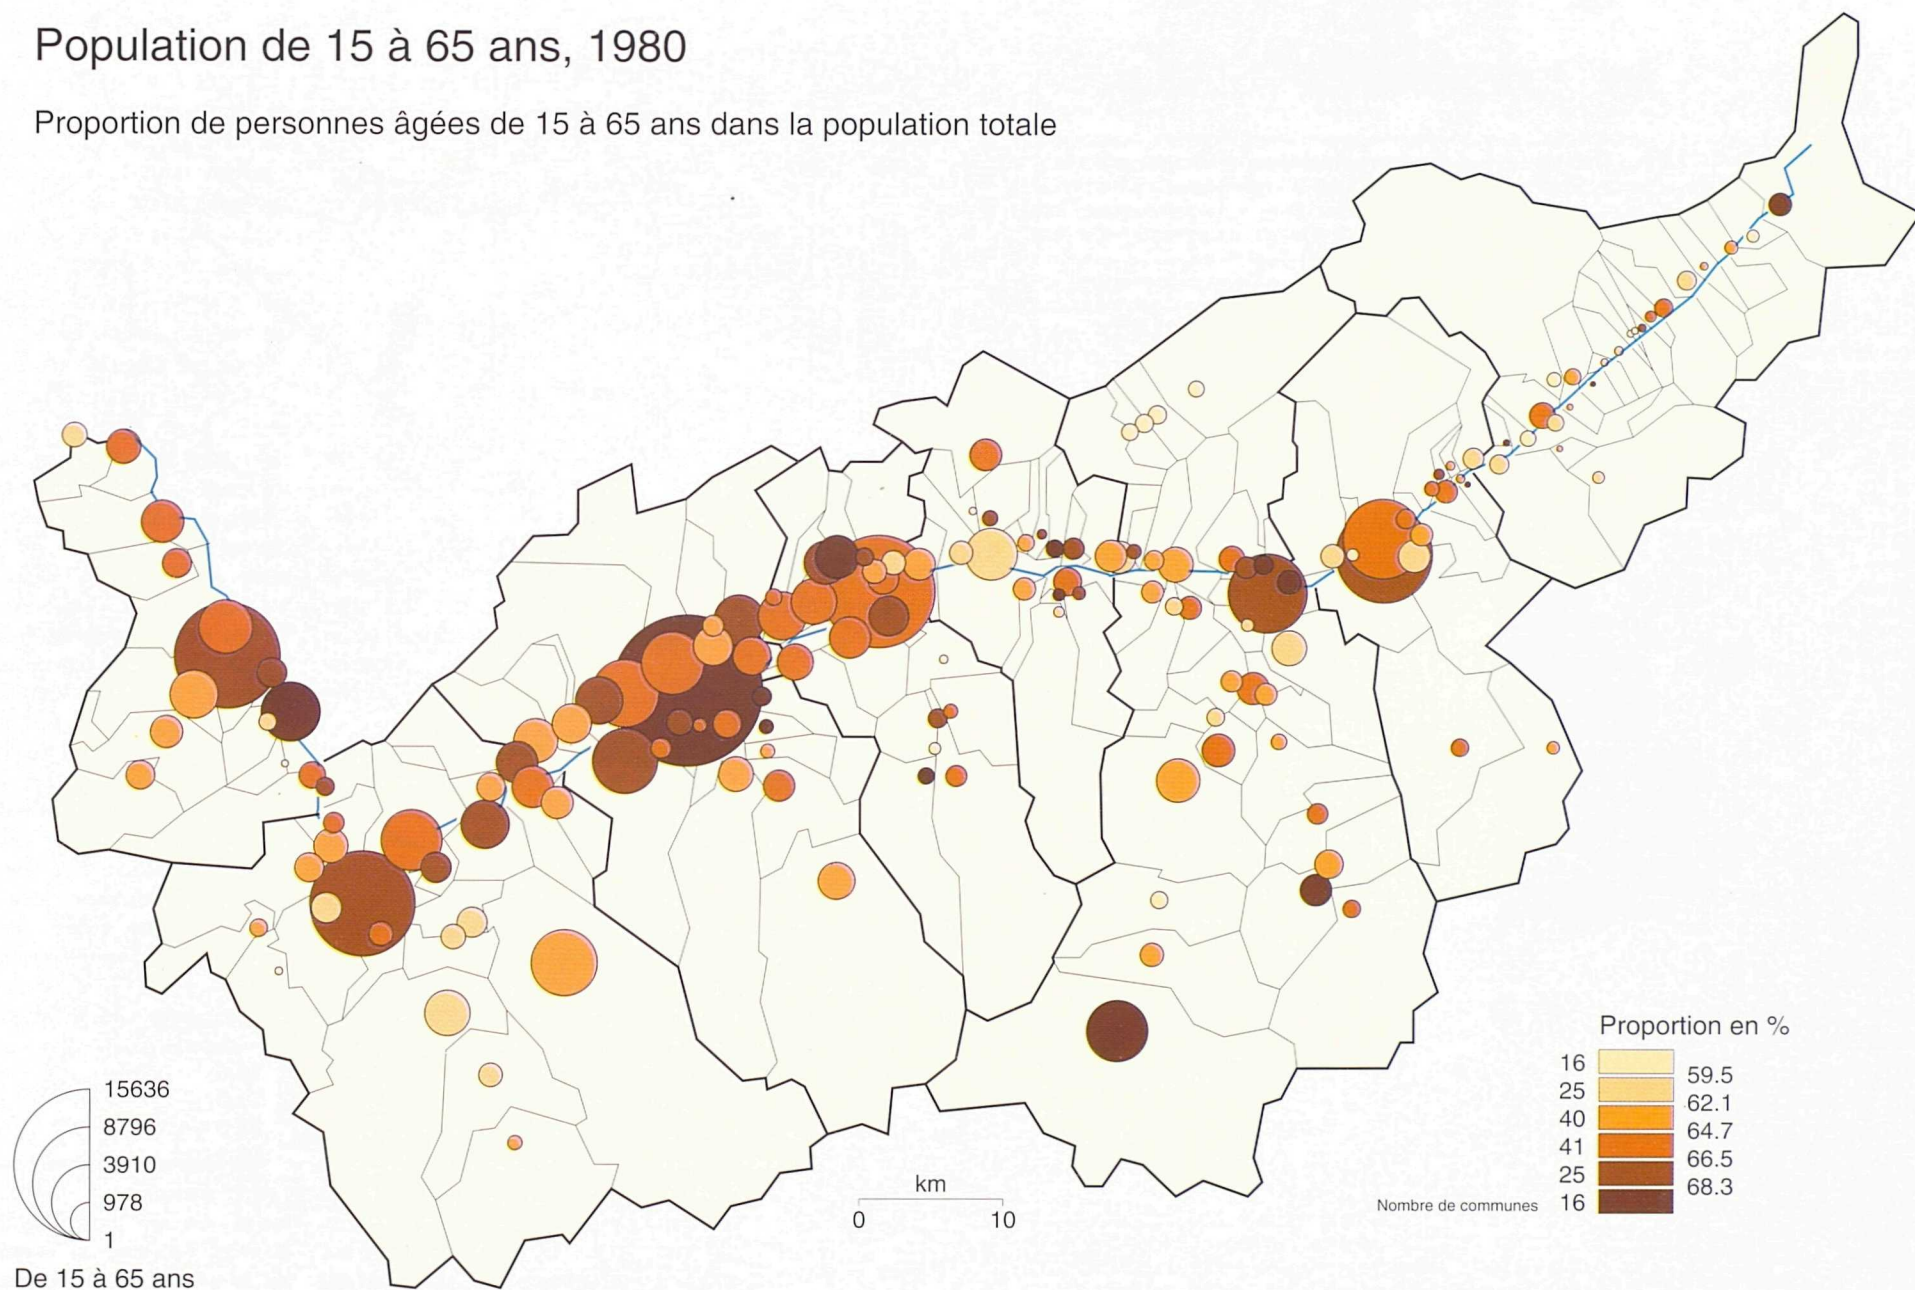 Population de 15 à 65 ans, 1980
Proportion de personnes âgées de 15 à 65 ans dans la population totale
15636
8796
3910
978
1
De 15 à 65 ans
km
0 10
Proportion en %
16
59.5
25
62.1
40
64.7
41
66.5
25
68.3
Nombre de communes 16